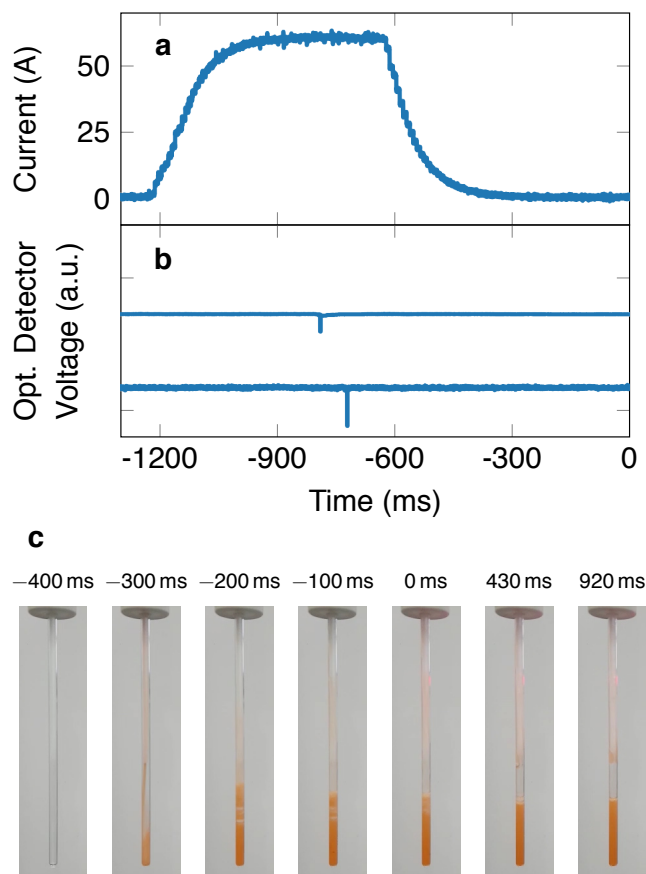 a
Current (A)
50
25
0
b
Opt. Detector
Voltage (a.u.)
-1200 -900 -600 -300 0
Time (ms)
c
−400 ms −300 ms −200 ms −100 ms 0 ms 430 ms 920 ms